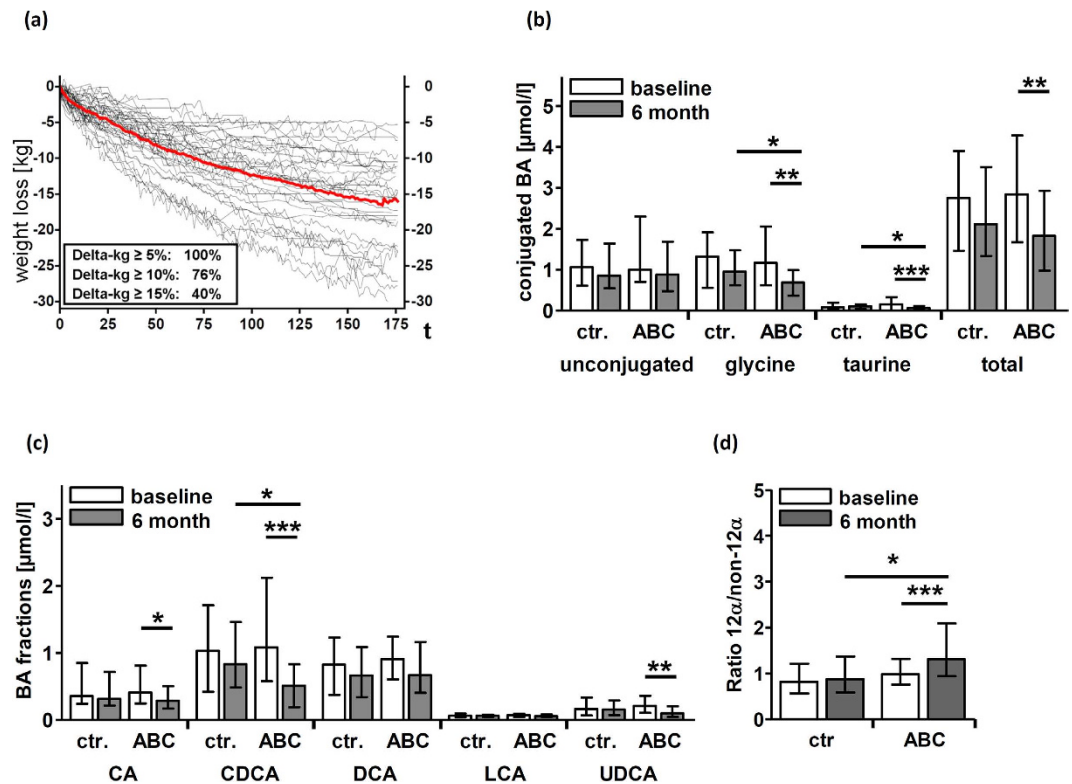 (a)
weight loss [kg]
0
-5
-10
-15
-20
-25
-30
0
-5
-10
-15
-20
-25
-30
Delta-kg ≥ 5%: 100%
Delta-kg ≥ 10%: 76%
Delta-kg ≥ 15%: 40%
0 25 50 75 100 125 150 175 t
(b)
conjugated BA [µmol/l]
5
4
3
2
1
0
baseline
6 month
*
**
*
***
**
ctr. ABC ctr. ABC ctr. ABC ctr. ABC
unconjugated glycine taurine total
(c)
BA fractions [µmol/l]
3
2
1
0
baseline
6 month
*
*
***
**
ctr. ABC ctr. ABC ctr. ABC ctr. ABC ctr. ABC
CA CDCA DCA LCA UDCA
(d)
Ratio 12α/non-12α
5
4
3
2
1
0
baseline
6 month
*
***
ctr ABC